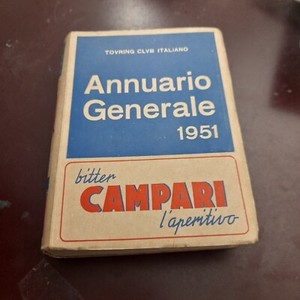 TOVRING CLVB ITALIANO
Annuario
Generale
1951
bitter
CAMPARI
l'aperitivo